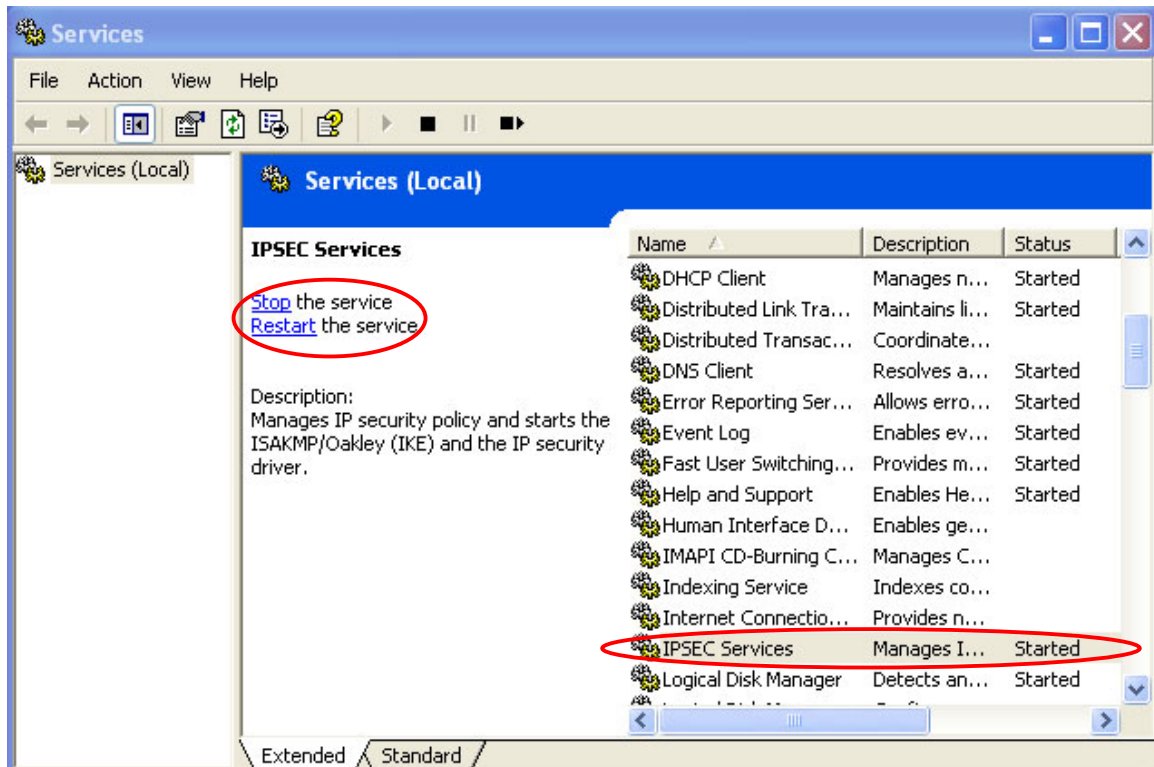 Services
File Action View Help
Services (Local)
Services (Local)
IPSEC Services
Stop the service
Restart the service
Description:
Manages IP security policy and starts the
ISAKMP/Oakley (IKE) and the IP security
driver.
Name Description Status
DHCP Client Manages n... Started
Distributed Link Tra... Maintains li... Started
Distributed Transac... Coordinate...
DNS Client Resolves a... Started
Error Reporting Ser... Allows erro... Started
Event Log Enables ev... Started
Fast User Switching... Provides m... Started
Help and Support Enables He... Started
Human Interface D... Enables ge...
IMAPI CD-Burning C... Manages C...
Indexing Service Indexes co...
Internet Connectio... Provides n...
IPSEC Services Manages I... Started
Logical Disk Manager Detects an... Started
Extended Standard